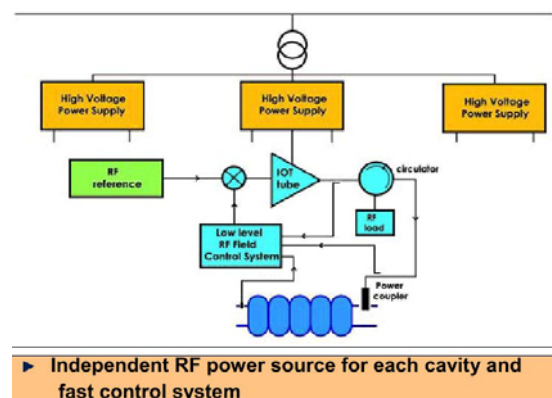 High Voltage
Power Supply
High Voltage
Power Supply
High Voltage
Power Supply
RF
reference
IOT
tube
circulator
RF
load
Low level
RF Field
Control System
Power
coupler
► Independent RF power source for each cavity and
fast control system